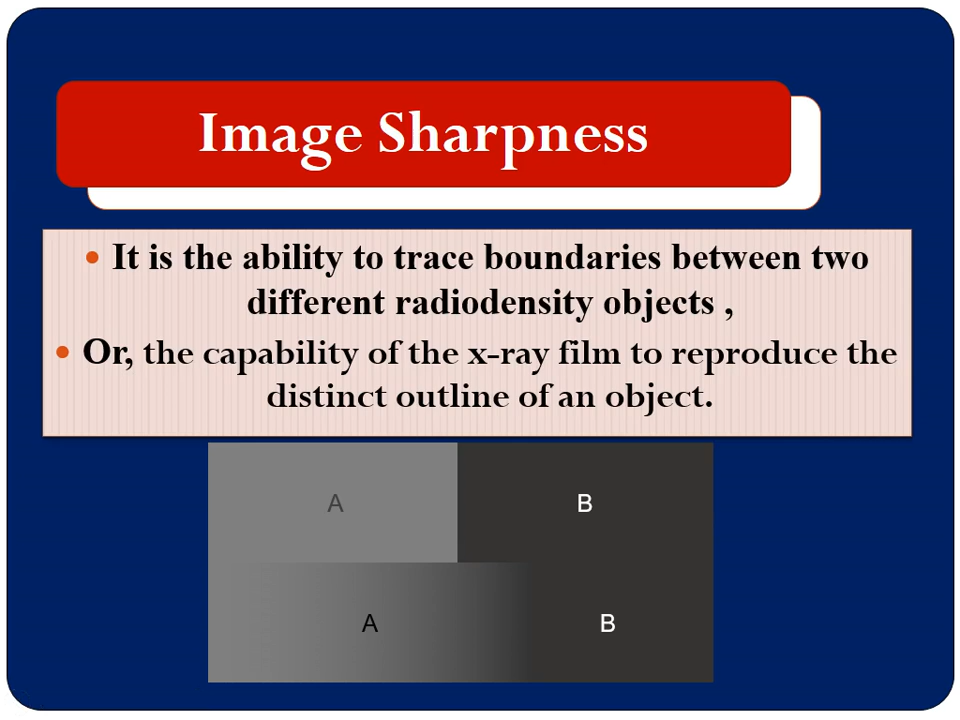 Image Sharpness
• It is the ability to trace boundaries between two
different radiodensity objects ,
• Or, the capability of the x-ray film to reproduce the
distinct outline of an object.
A B
A B